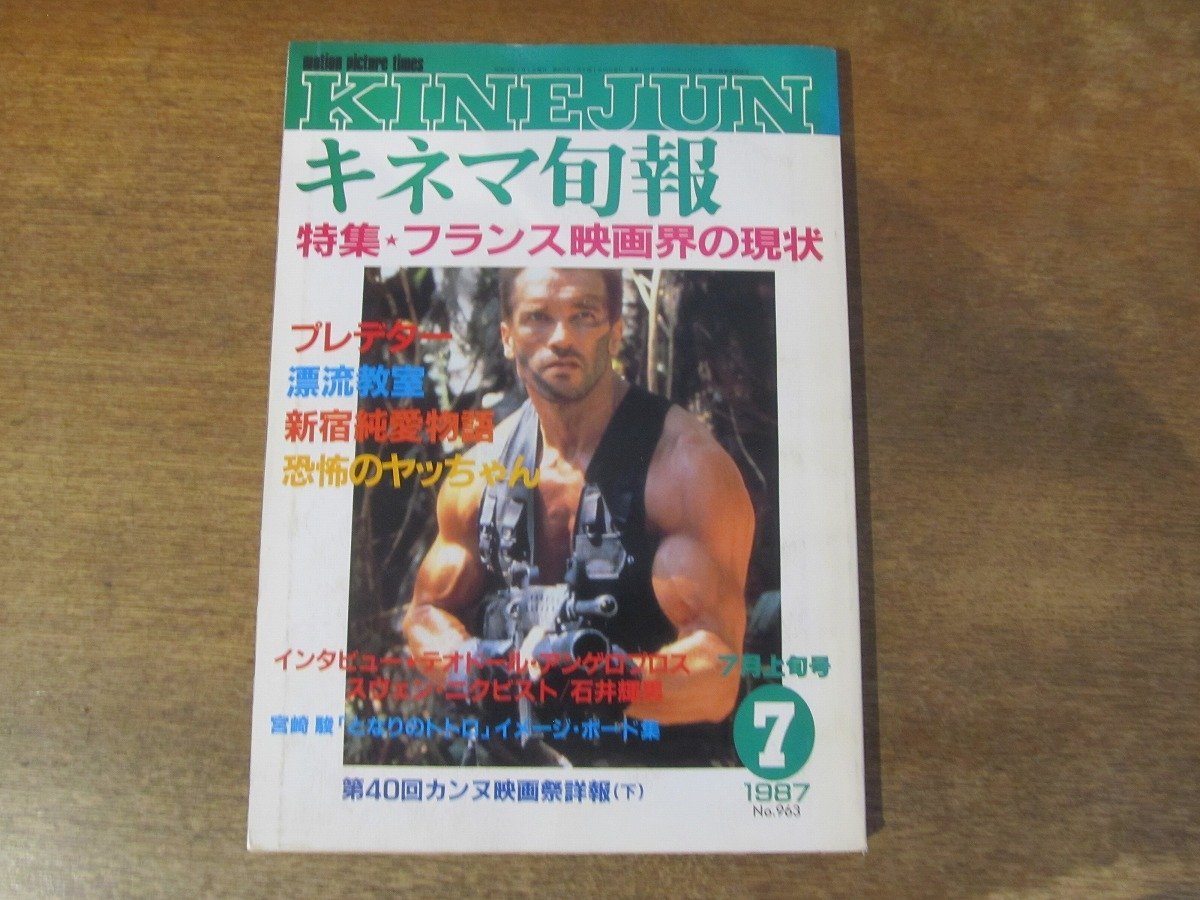 motion picture times
KINEJUN
キネマ旬報
特集★フランス映画界の現状
プレデター
漂流教室
新宿純愛物語
恐怖のヤッちゃん
インタビュー・テオドール・アンゲロプロス
スヴェン・ニクビスト/石井輝男
宮崎 駿「となりのトトロ」イメージ・ボード集
7月上旬号
7
1987
No.963
第40回カンヌ映画祭詳報(下)